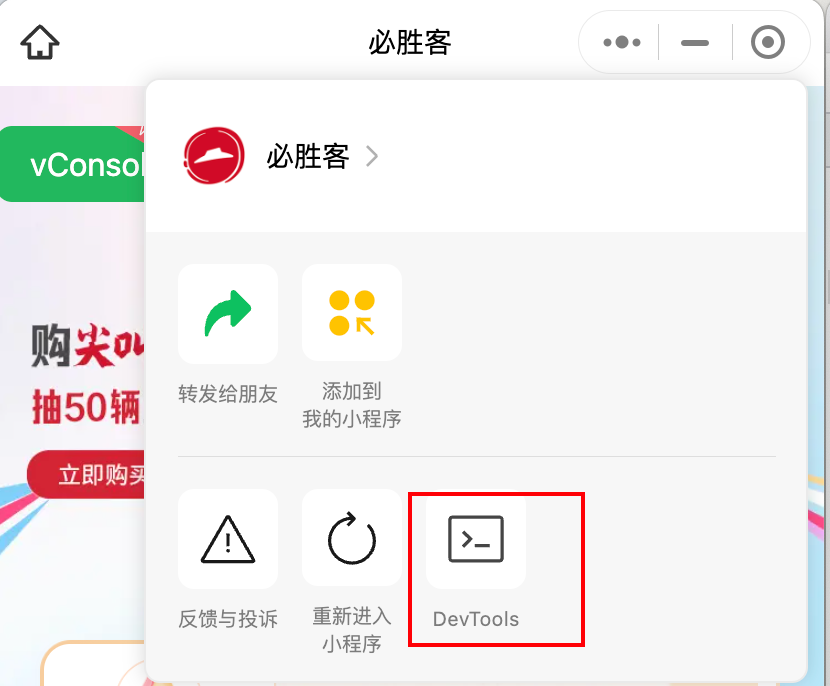 必胜客
必胜客
vConsol
转发给朋友
添加到
我的小程序
购尖叫
抽50辆
立即购买
反馈与投诉
重新进入
小程序
DevTools